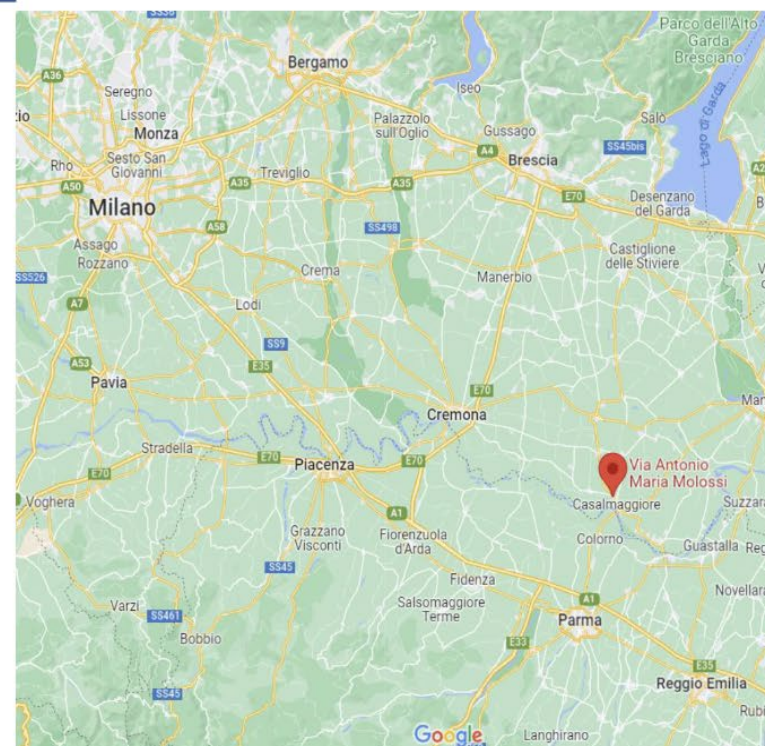 SS36
Parco dell'Alto
Garda
Bresciano
Bergamo
A36
Seregno
Iseo
Lissone
Palazzolo
sull'Oglio
Gussago
Salò
Monza
Sesto San
Giovanni
Rho
A4
Brescia
SS45bis
Lago di Garda
A50
A35
Treviglio
A35
E70
Desenzano
del Garda
Milano
A58
SS498
Assago
Rozzano
Castiglione
delle Stiviere
SS526
Crema
Manerbio
A7
Lodi
SS9
A53
E35
Pavia
E70
Cremona
Stradella
E70
Piacenza
E70
E70
Via Antonio
Maria Molossi
Voghera
Casalmaggiore
Suzzara
A1
Grazzano
Visconti
Fiorenzuola
d'Arda
Colorno
Guastalla
Reg
SS45
Fidenza
Novellara
Varzi
SS461
Salsomaggiore
Terme
A1
Parma
Bobbio
E33
E35
SS45
Reggio Emilia
Rubi
Google
Langhirano